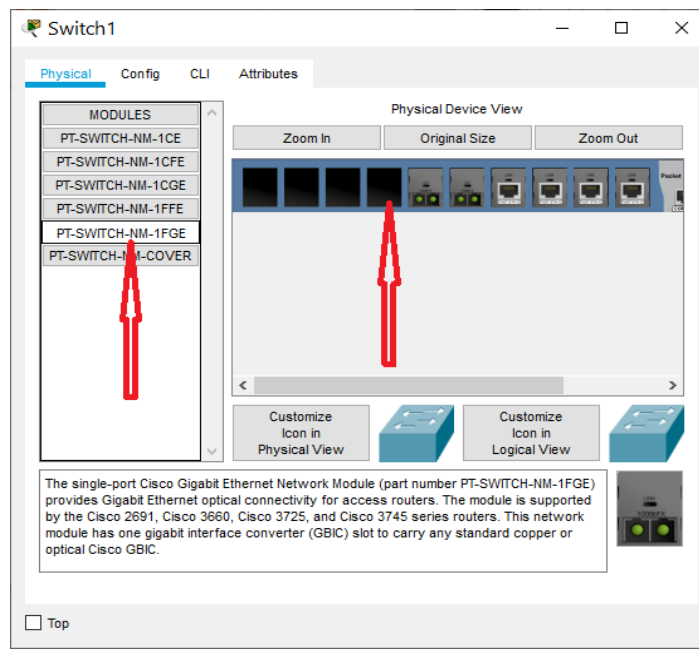 Switch1
Physical Config CLI Attributes
MODULES
PT-SWITCH-NM-1CE
PT-SWITCH-NM-1CFE
PT-SWITCH-NM-1CGE
PT-SWITCH-NM-1FFE
PT-SWITCH-NM-1FGE
PT-SWITCH-NM-COVER
Physical Device View
Zoom In Original Size Zoom Out
Packet
Customize
Icon in
Physical View
Customize
Icon in
Logical View
The single-port Cisco Gigabit Ethernet Network Module (part number PT-SWITCH-NM-1FGE)
provides Gigabit Ethernet optical connectivity for access routers. The module is supported
by the Cisco 2691, Cisco 3660, Cisco 3725, and Cisco 3745 series routers. This network
module has one gigabit interface converter (GBIC) slot to carry any standard copper or
optical Cisco GBIC.
Top